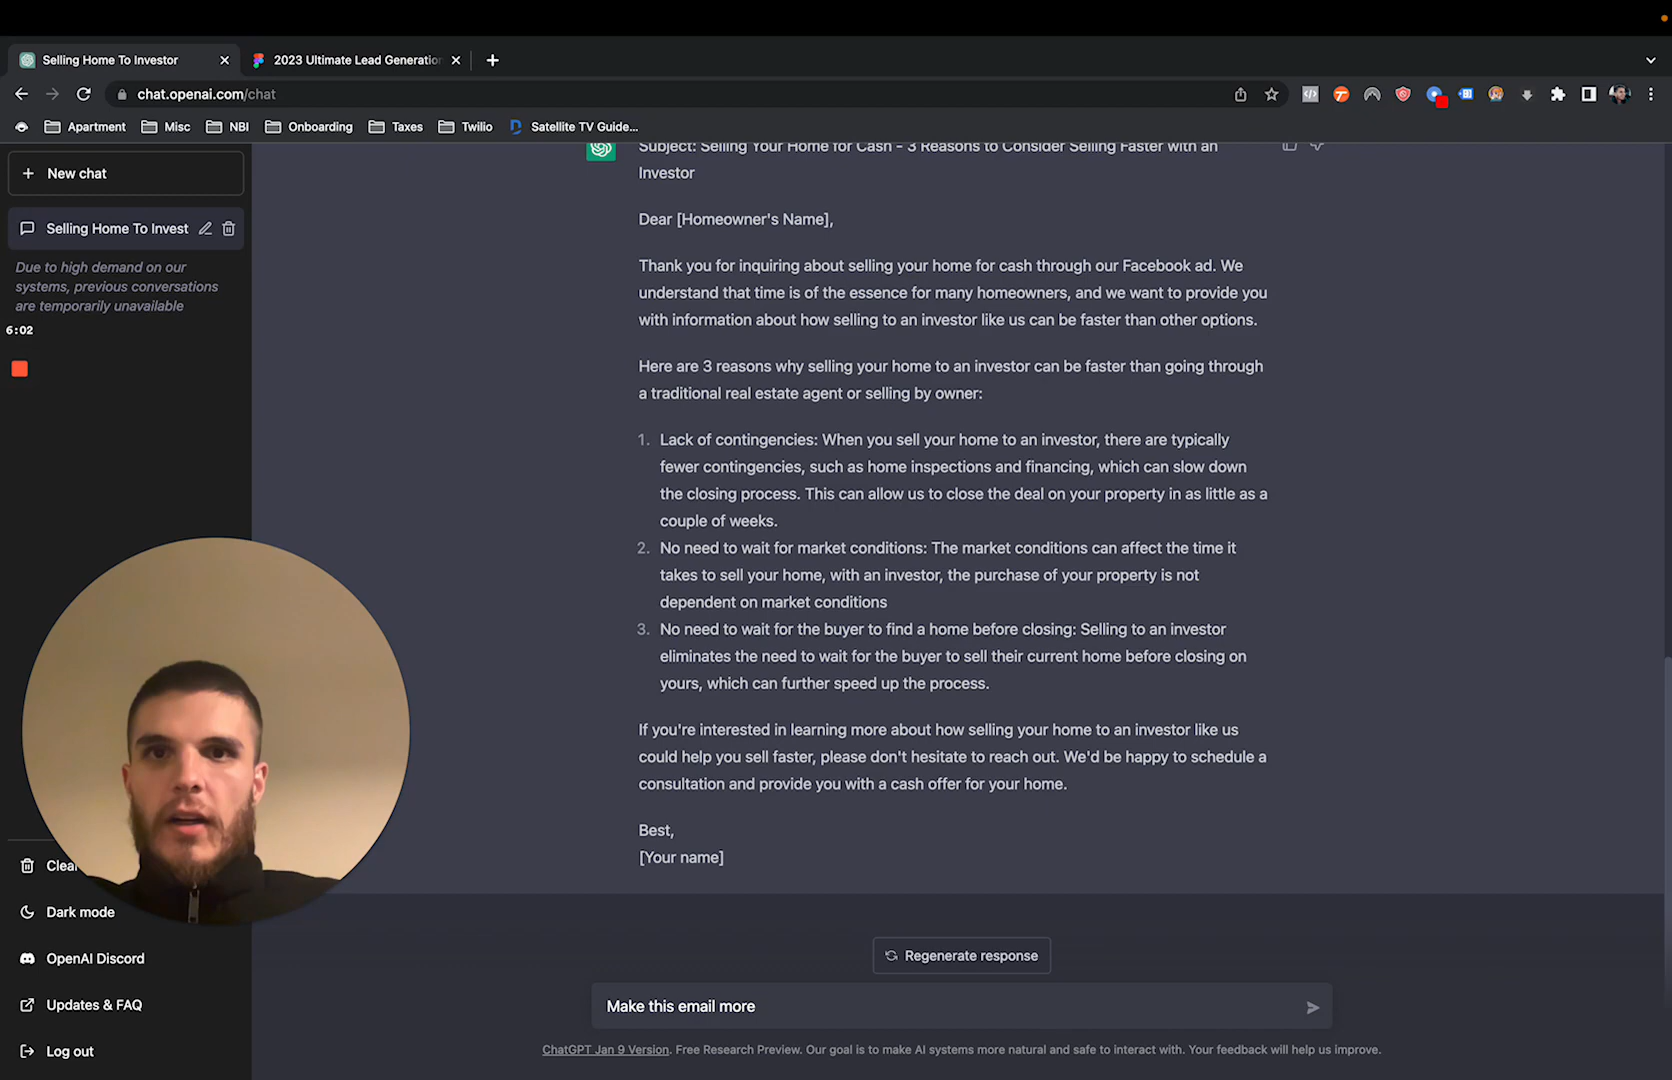 Selling Home To Investor
2023 Ultimate Lead Generation
chat.openai.com/chat
Apartment
Misc
NBI
Onboarding
Taxes
Twilio
Satellite TV Guide...
New chat
Selling Home To Invest
Due to high demand on our
systems, previous conversations
are temporarily unavailable
6:02
Subject: Selling Your Home for Cash - 3 Reasons to Consider Selling Faster with an
Investor
Dear [Homeowner's Name],
Thank you for inquiring about selling your home for cash through our Facebook ad. We
understand that time is of the essence for many homeowners, and we want to provide you
with information about how selling to an investor like us can be faster than other options.
Here are 3 reasons why selling your home to an investor can be faster than going through
a traditional real estate agent or selling by owner:
1. Lack of contingencies: When you sell your home to an investor, there are typically
fewer contingencies, such as home inspections and financing, which can slow down
the closing process. This can allow us to close the deal on your property in as little as a
couple of weeks.
2. No need to wait for market conditions: The market conditions can affect the time it
takes to sell your home, with an investor, the purchase of your property is not
dependent on market conditions
3. No need to wait for the buyer to find a home before closing: Selling to an investor
eliminates the need to wait for the buyer to sell their current home before closing on
yours, which can further speed up the process.
If you're interested in learning more about how selling your home to an investor like us
could help you sell faster, please don't hesitate to reach out. We'd be happy to schedule a
consultation and provide you with a cash offer for your home.
Best,
[Your name]
Clear
Dark mode
OpenAI Discord
Updates & FAQ
Log out
Regenerate response
Make this email more
ChatGPT Jan 9 Version. Free Research Preview. Our goal is to make AI systems more natural and safe to interact with. Your feedback will help us improve.